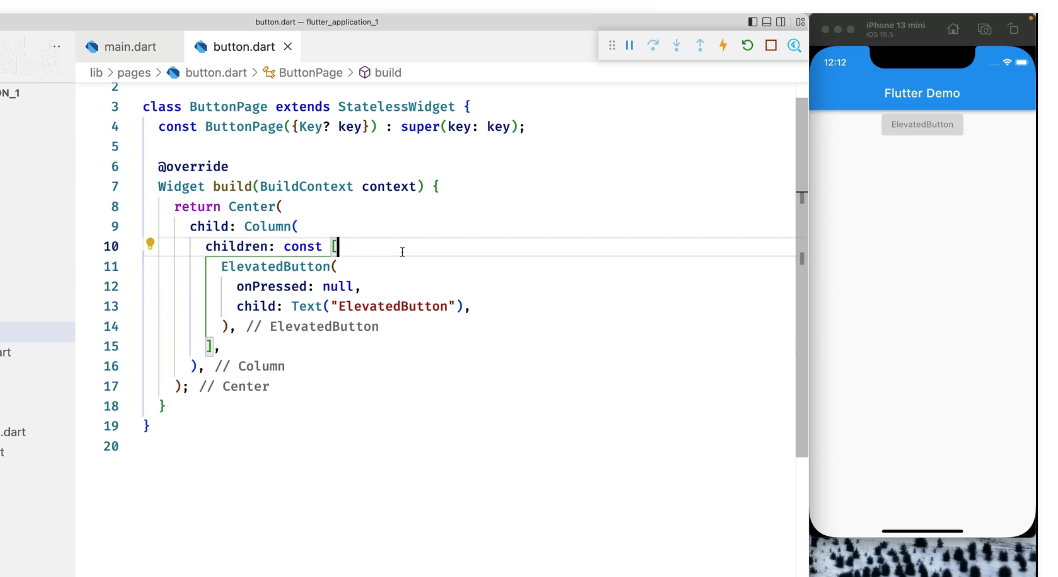 button.dart — flutter_application_1
iPhone 13 mini
iOS 15.5
main.dart
button.dart
lib > pages > button.dart > ButtonPage > build
N_1
rt
.dart
t
2
3 class ButtonPage extends StatelessWidget {
4 const ButtonPage({Key? key}) : super(key: key);
5
6 @override
7 Widget build(BuildContext context) {
8 return Center(
9 child: Column(
10 children: const [
11 ElevatedButton(
12 onPressed: null,
13 child: Text("ElevatedButton"),
14 ), // ElevatedButton
15 ],
16 ), // Column
17 ); // Center
18 }
19 }
20
12:12
Flutter Demo
ElevatedButton